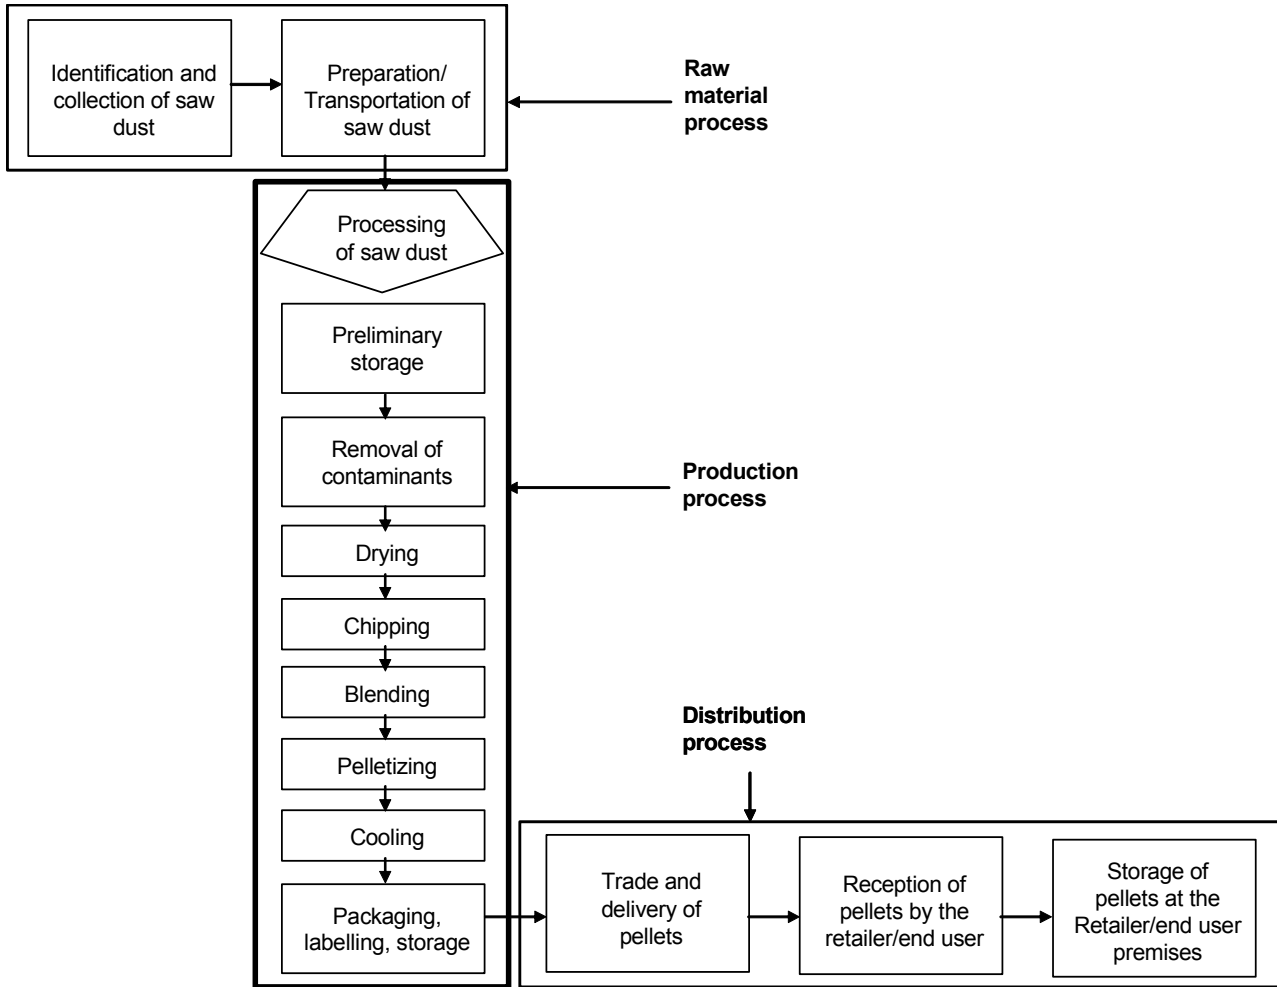 Identification and
collection of saw
dust
Preparation/
Transportation of
saw dust
Raw
material
process
Processing
of saw dust
Preliminary
storage
Removal of
contaminants
Production
process
Drying
Chipping
Blending
Pelletizing
Cooling
Packaging,
labelling, storage
Distribution
process
Trade and
delivery of
pellets
Reception of
pellets by the
retailer/end user
Storage of
pellets at the
Retailer/end user
premises